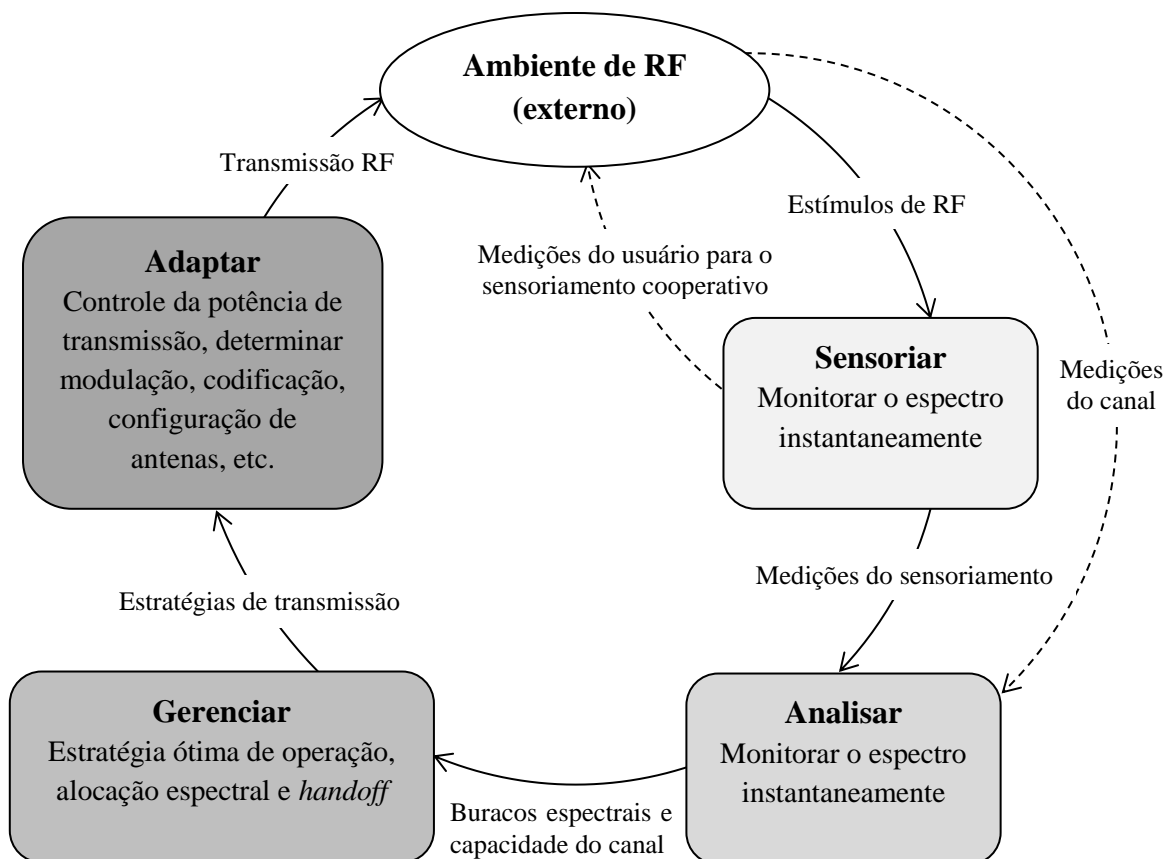 Ambiente de RF
(externo)
Transmissão RF
Estímulos de RF
Medições do usuário para o
sensoriamento cooperativo
Adaptar
Controle da potência de
transmissão, determinar
modulação, codificação,
configuração de
antenas, etc.
Sensoriar
Monitorar o espectro
instantaneamente
Medições
do canal
Medições do sensoriamento
Estratégias de transmissão
Gerenciar
Estratégia ótima de operação,
alocação espectral e handoff
Analisar
Monitorar o espectro
instantaneamente
Buracos espectrais e
capacidade do canal